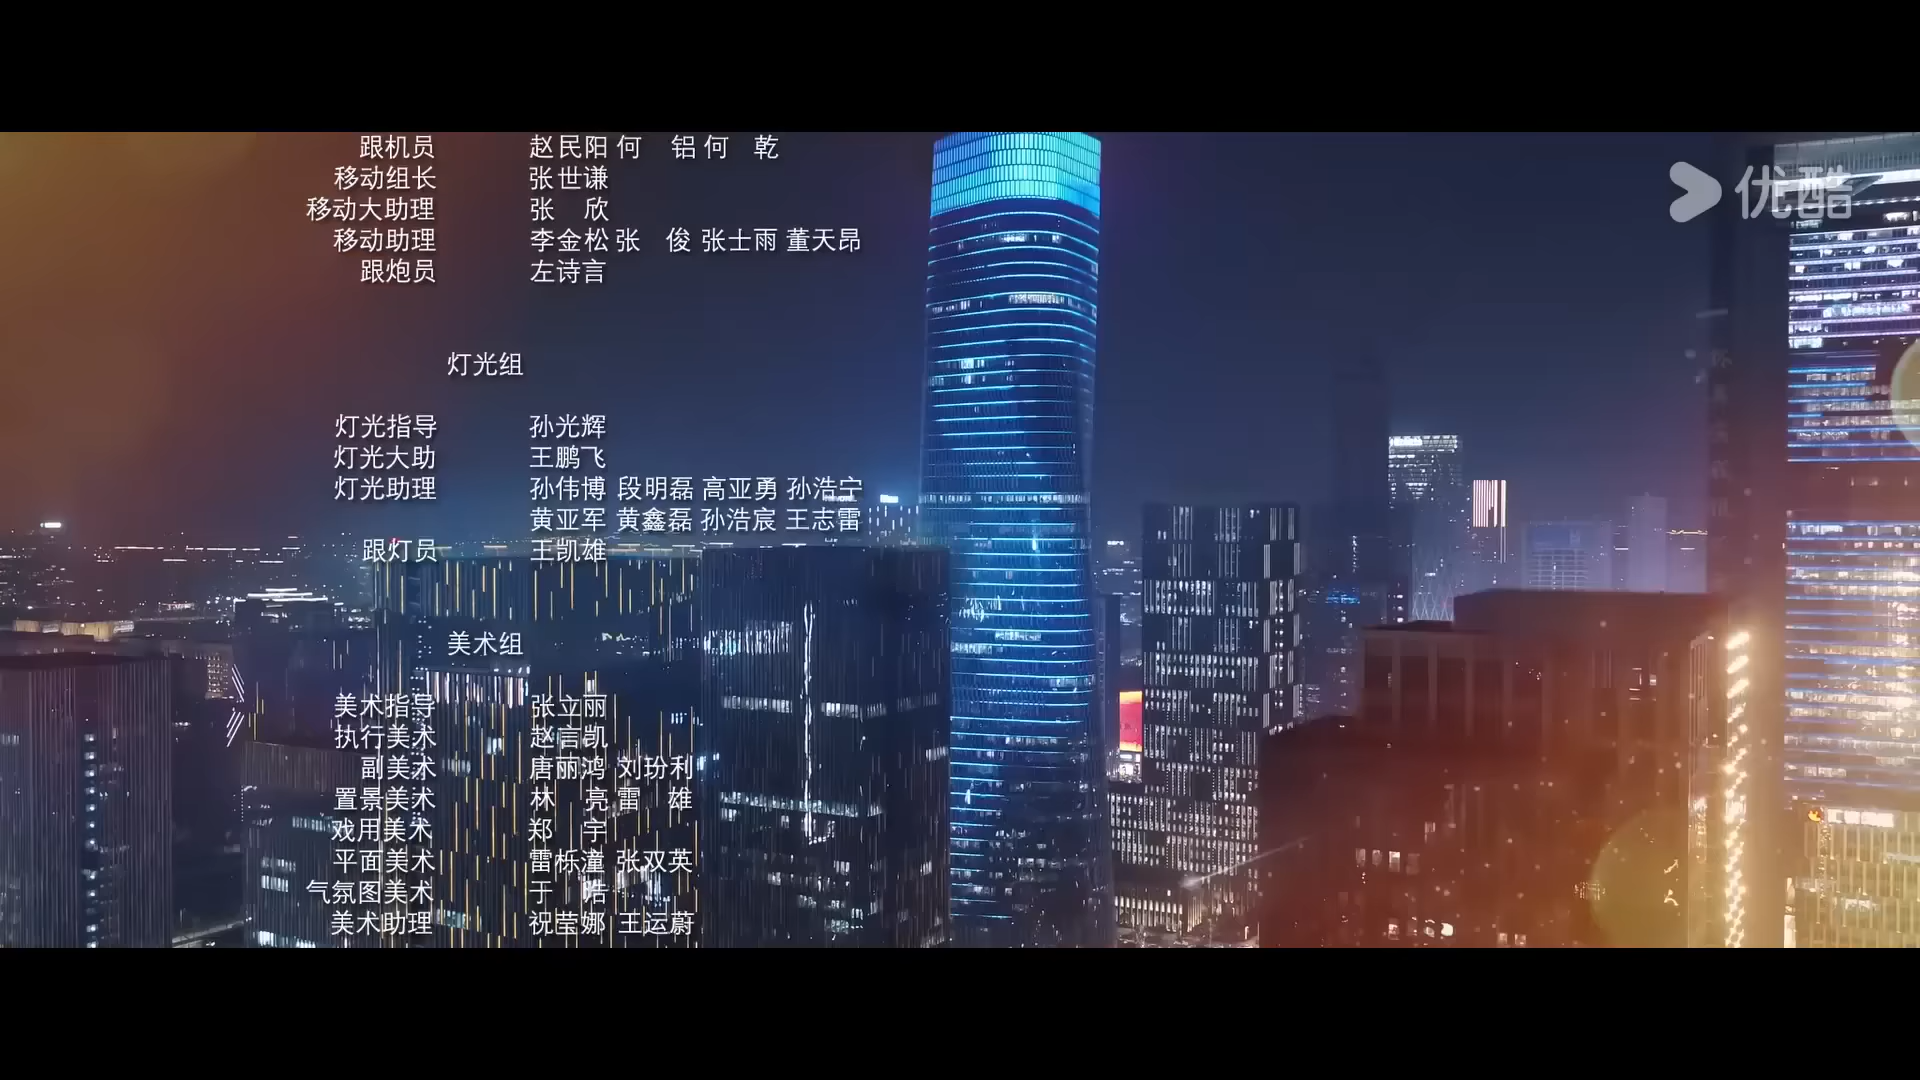 跟机员 赵民阳 何 铝 何 乾
移动组长 张世谦
移动大助理 张 欣
移动助理 李金松 张 俊 张士雨 董天昂
跟炮员 左诗言
优酷
灯光组
灯光指导 孙光辉
灯光大助 王鹏飞
灯光助理 孙伟博 段明磊 高亚勇 孙浩宁
黄亚军 黄鑫磊 孙浩宸 王志雷
跟灯员 王凯雄
美术组
美术指导 张立丽
执行美术 赵言凯
副美术 唐丽鸿 刘玢利
置景美术 林 亮 雷 雄
戏用美术 郑 宇
平面美术 雷栎潼 张双英
气氛图美术 于 浩
美术助理 祝莹娜 王运蔚